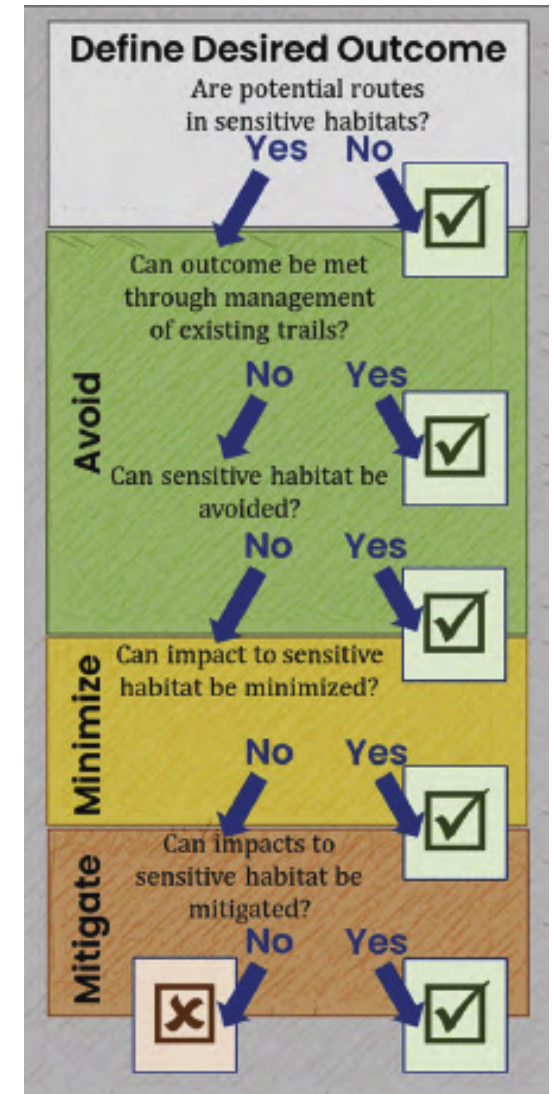 Define Desired Outcome
Are potential routes
in sensitive habitats?
Yes No
Avoid
Can outcome be met
through management
of existing trails?
No Yes
Can sensitive habitat be
avoided?
No Yes
Minimize
Can impact to sensitive
habitat be minimized?
No Yes
Mitigate
Can impacts to
sensitive habitat be
mitigated?
No Yes